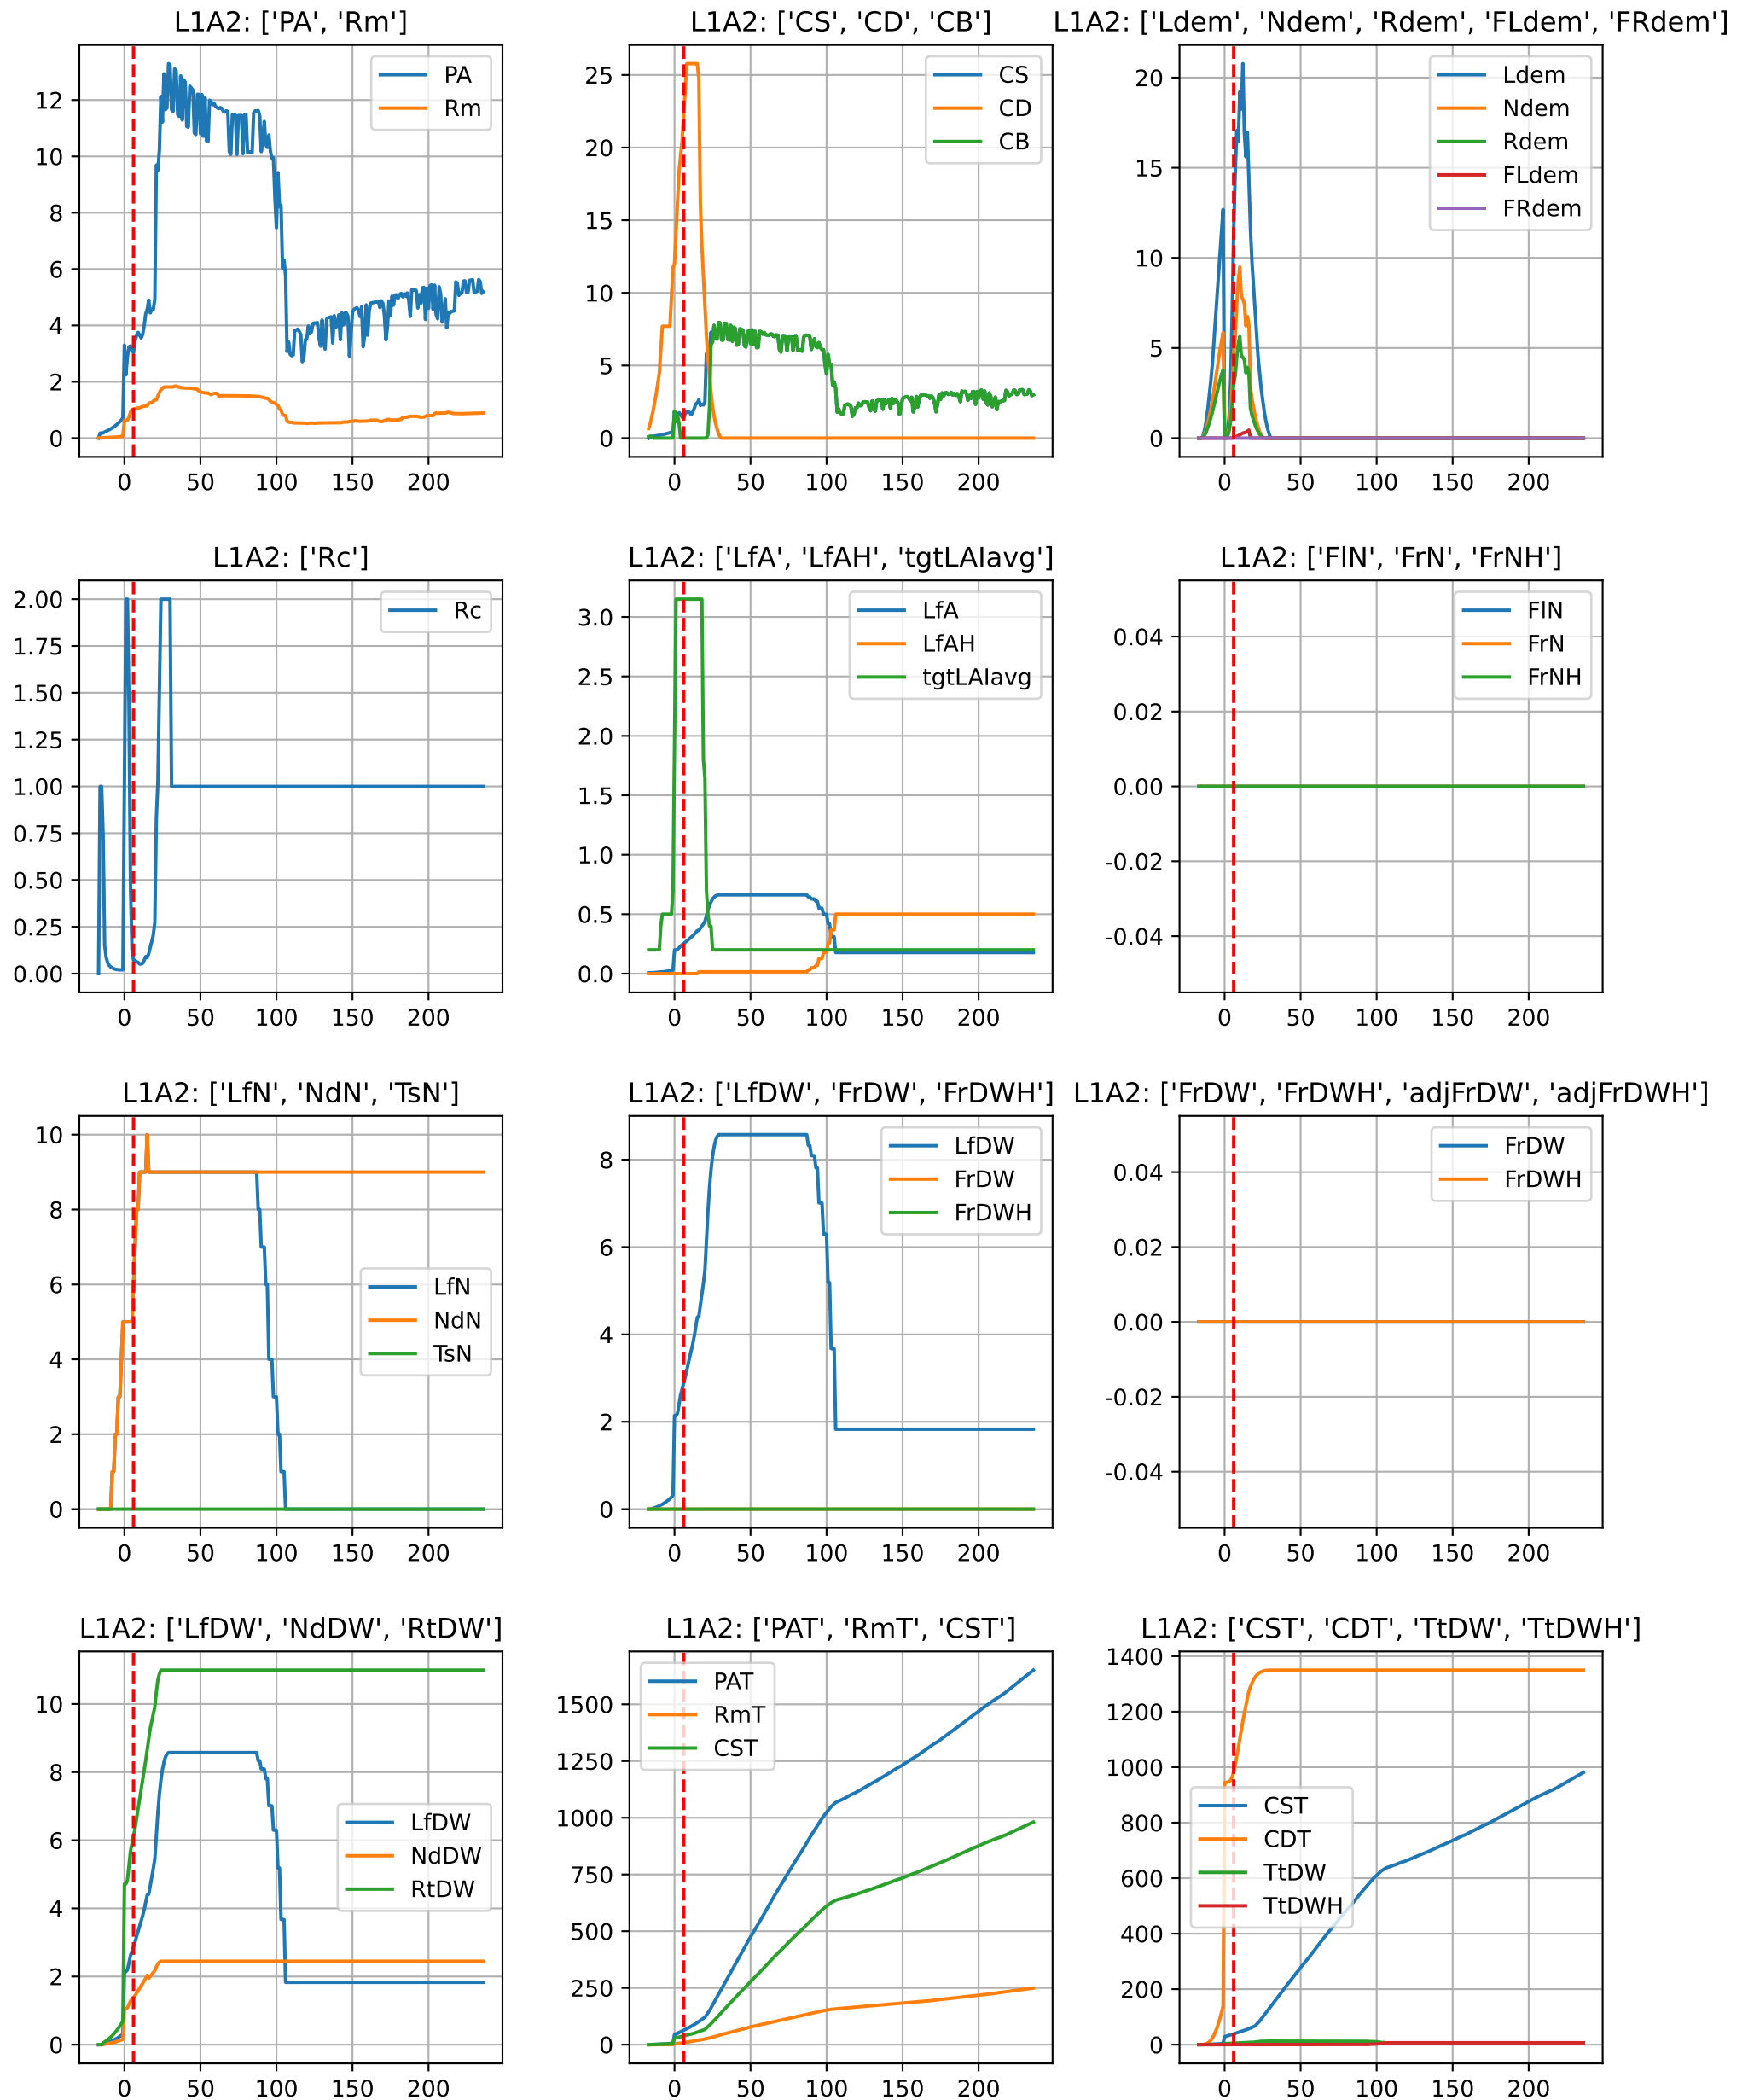 L1A2: ['PA', 'Rm']
PA
Rm
12
10
8
6
4
2
0
0 50 100 150 200
L1A2: ['CS', 'CD', 'CB']
CS
CD
CB
25
20
15
10
5
0
0 50 100 150 200
L1A2: ['Ldem', 'Ndem', 'Rdem', 'FLdem', 'FRdem']
Ldem
Ndem
Rdem
FLdem
FRdem
20
15
10
5
0
0 50 100 150 200
L1A2: ['Rc']
Rc
2.00
1.75
1.50
1.25
1.00
0.75
0.50
0.25
0.00
0 50 100 150 200
L1A2: ['LfA', 'LfAH', 'tgtLAIavg']
LfA
LfAH
tgtLAIavg
3.0
2.5
2.0
1.5
1.0
0.5
0.0
0 50 100 150 200
L1A2: ['FlN', 'FrN', 'FrNH']
FlN
FrN
FrNH
0.04
0.02
0.00
-0.02
-0.04
0 50 100 150 200
L1A2: ['LfN', 'NdN', 'TsN']
LfN
NdN
TsN
10
8
6
4
2
0
0 50 100 150 200
L1A2: ['LfDW', 'FrDW', 'FrDWH']
LfDW
FrDW
FrDWH
8
6
4
2
0
0 50 100 150 200
L1A2: ['FrDW', 'FrDWH', 'adjFrDW', 'adjFrDWH']
FrDW
FrDWH
0.04
0.02
0.00
-0.02
-0.04
0 50 100 150 200
L1A2: ['LfDW', 'NdDW', 'RtDW']
LfDW
NdDW
RtDW
10
8
6
4
2
0
0 50 100 150 200
L1A2: ['PAT', 'RmT', 'CST']
PAT
RmT
CST
1500
1250
1000
750
500
250
0
0 50 100 150 200
L1A2: ['CST', 'CDT', 'TtDW', 'TtDWH']
CST
CDT
TtDW
TtDWH
1400
1200
1000
800
600
400
200
0
0 50 100 150 200